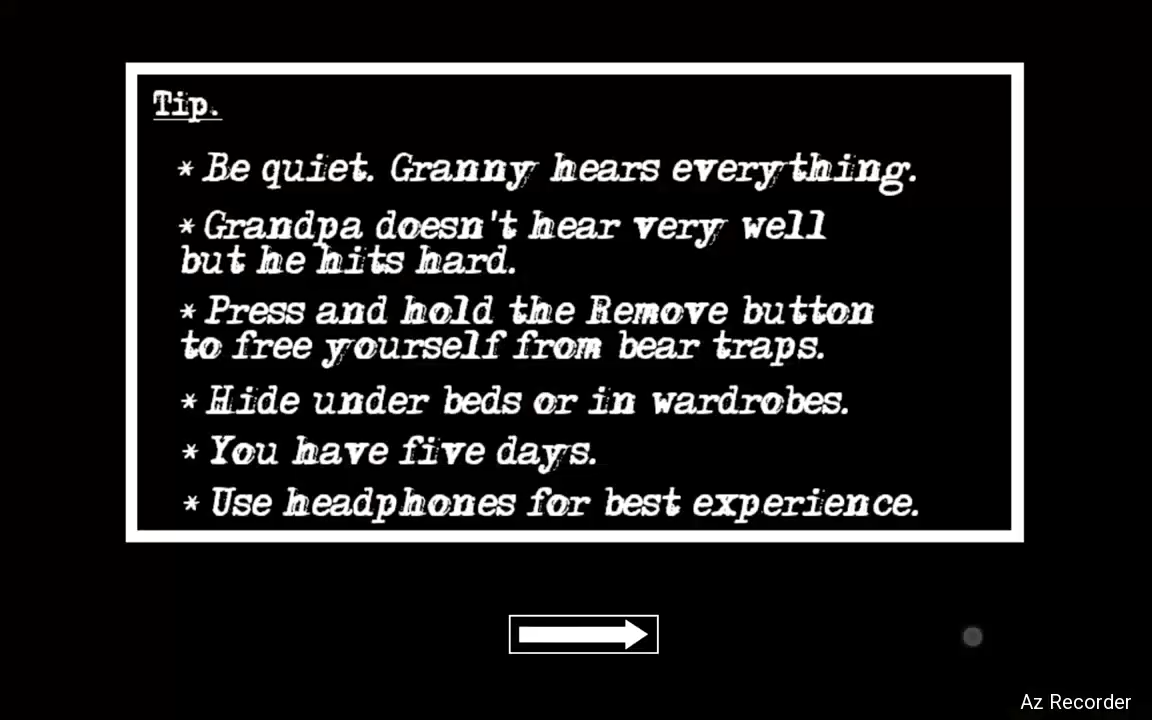 Tip.
* Be quiet. Granny hears everything.
* Grandpa doesn't hear very well
but he hits hard.
* Press and hold the Remove button
to free yourself from bear traps.
* Hide under beds or in wardrobes.
* You have five days.
* Use headphones for best experience.
Az Recorder